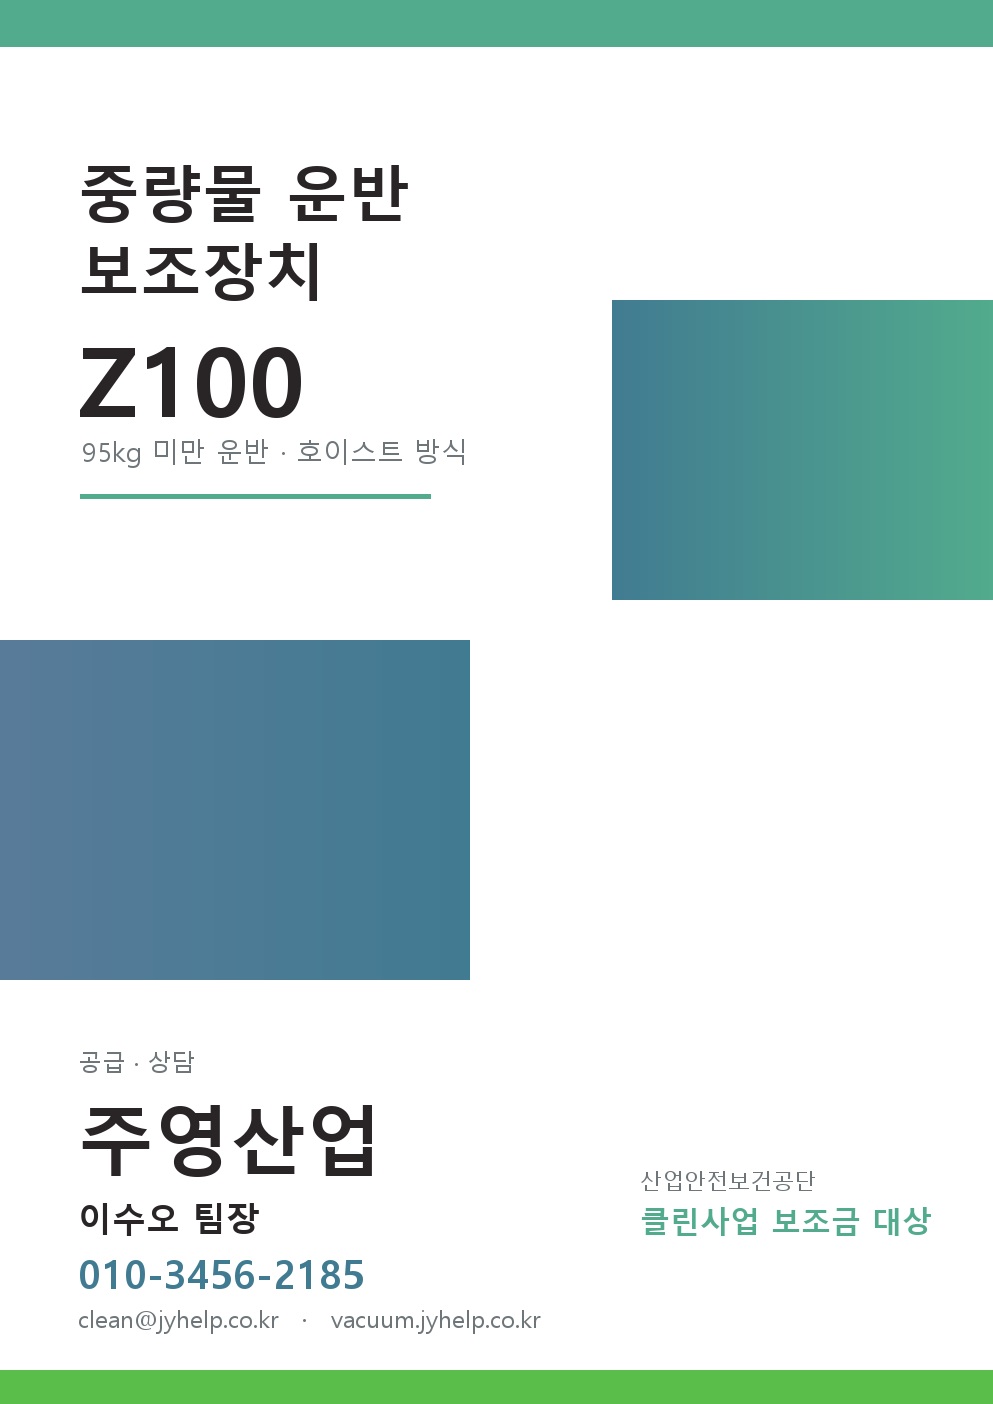 중량물 운반
보조장치
Z100
95kg 미만 운반 · 호이스트 방식
공급 · 상담
주영산업
이수오 팀장
010-3456-2185
clean@jyhelp.co.kr · vacuum.jyhelp.co.kr
산업안전보건공단
클린사업 보조금 대상